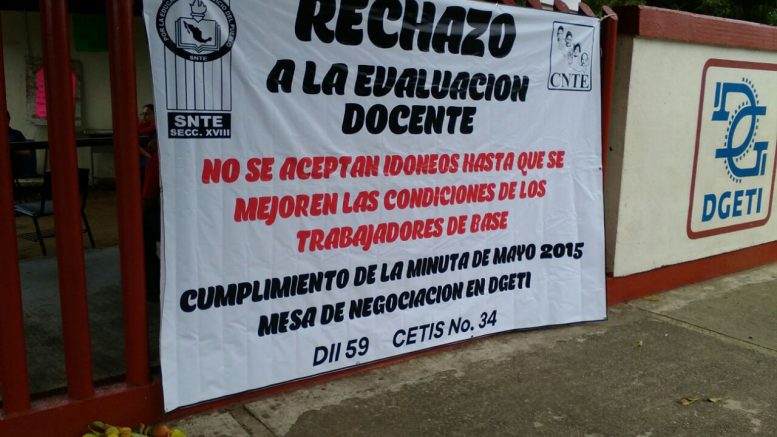 RECHAZO
A LA EVALUACION
DOCENTE
SNTE
SNTE
SECC. XVIII
CNTE
NO SE ACEPTAN IDONEOS HASTA QUE SE
MEJOREN LAS CONDICIONES DE LOS
TRABAJADORES DE BASE
CUMPLIMIENTO DE LA MINUTA DE MAYO 2015
MESA DE NEGOCIACION EN DGETI
DII 59 CETIS No. 34
DGETI